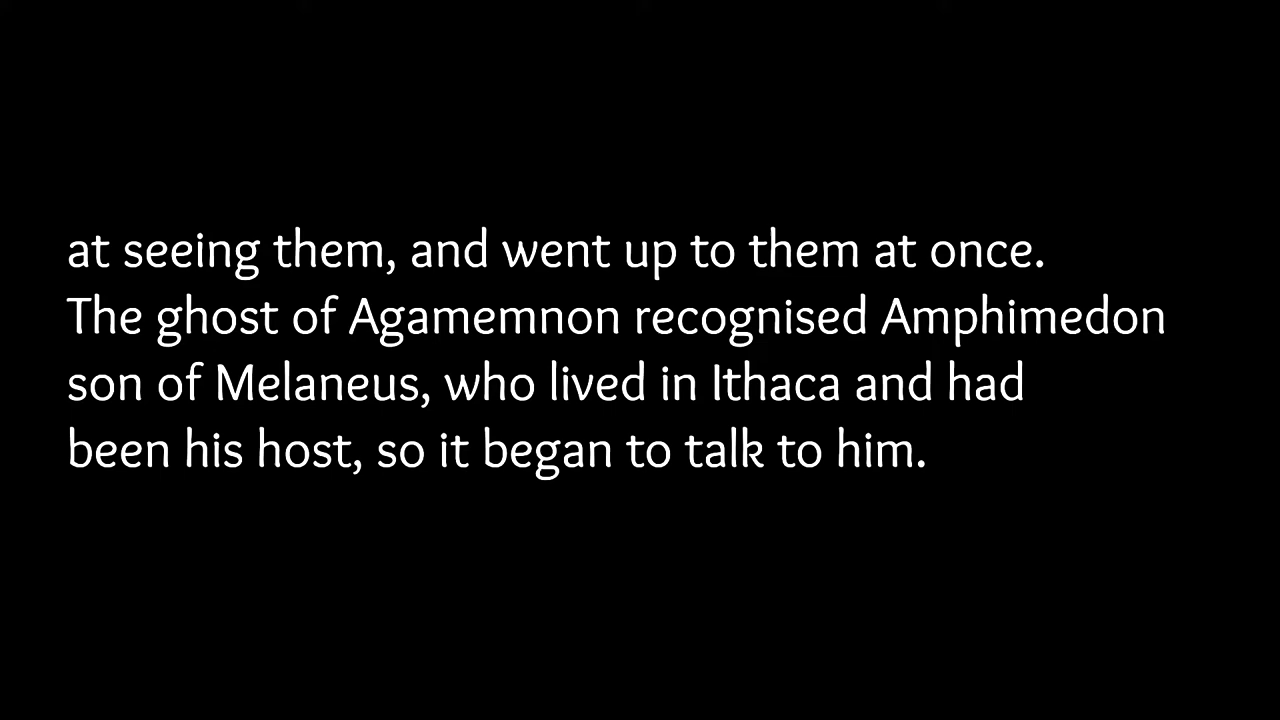 at seeing them, and went up to them at once.
The ghost of Agamemnon recognised Amphimedon
son of Melaneus, who lived in Ithaca and had
been his host, so it began to talk to him.